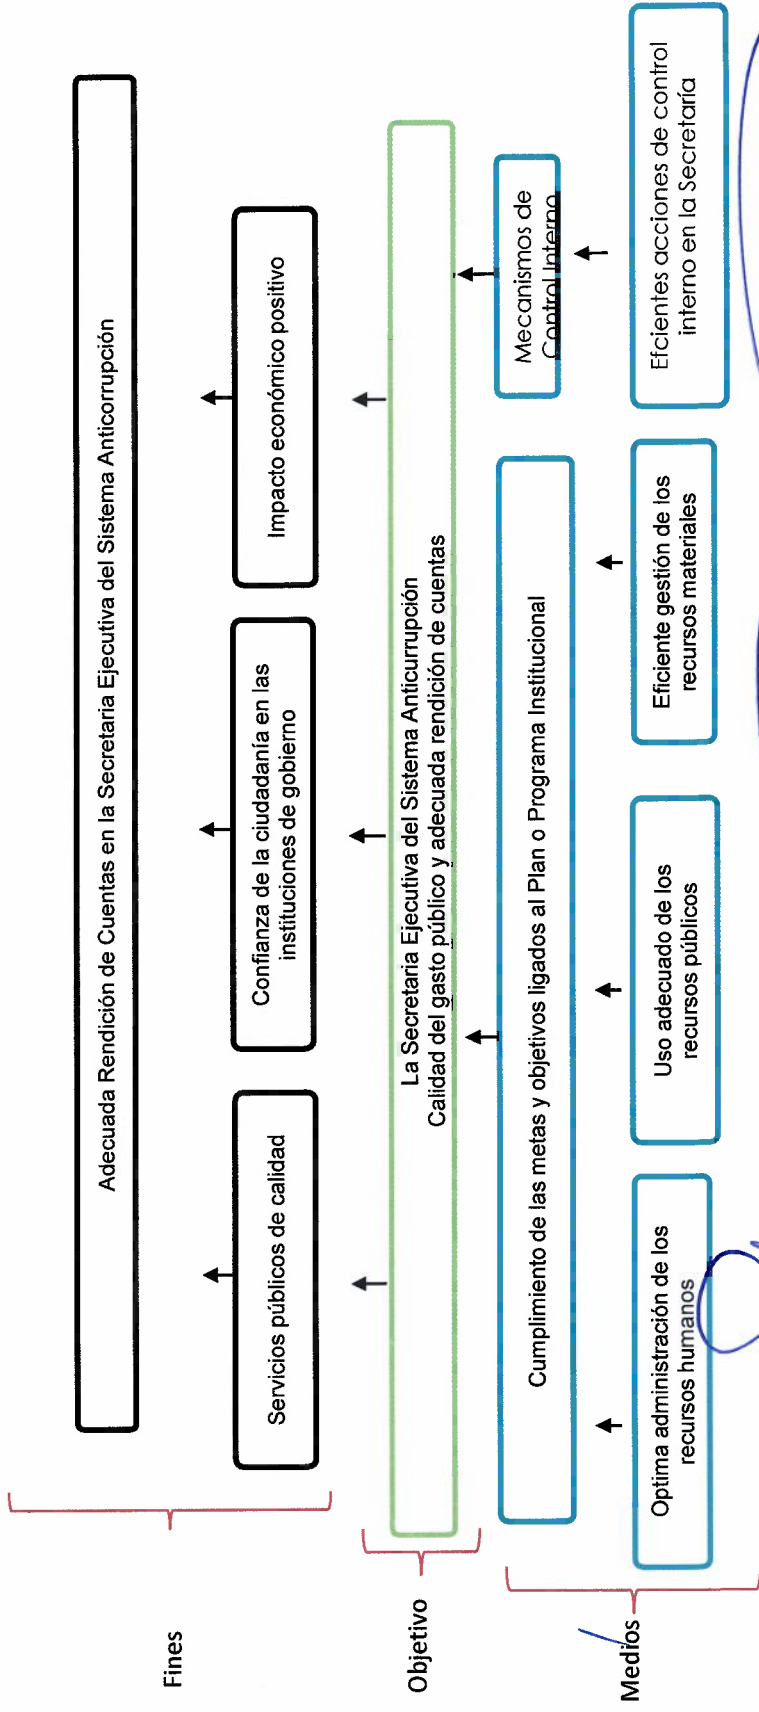 Fines
Adecuada Rendición de Cuentas en la Secretaria Ejecutiva del Sistema Anticorrupción
Servicios públicos de calidad
Confianza de la ciudadanía en las
instituciones de gobierno
Impacto económico positivo
Objetivo
La Secretaria Ejecutiva del Sistema Anticurrupción
Calidad del gasto público y adecuada rendición de cuentas
Medios
Cumplimiento de las metas y objetivos ligados al Plan o Programa Institucional
Mecanismos de
Control Interno
Optima administración de los
recursos humanos
Uso adecuado de los
recursos públicos
Eficiente gestión de los
recursos materiales
Efcientes acciones de control
interno en la Secretaría